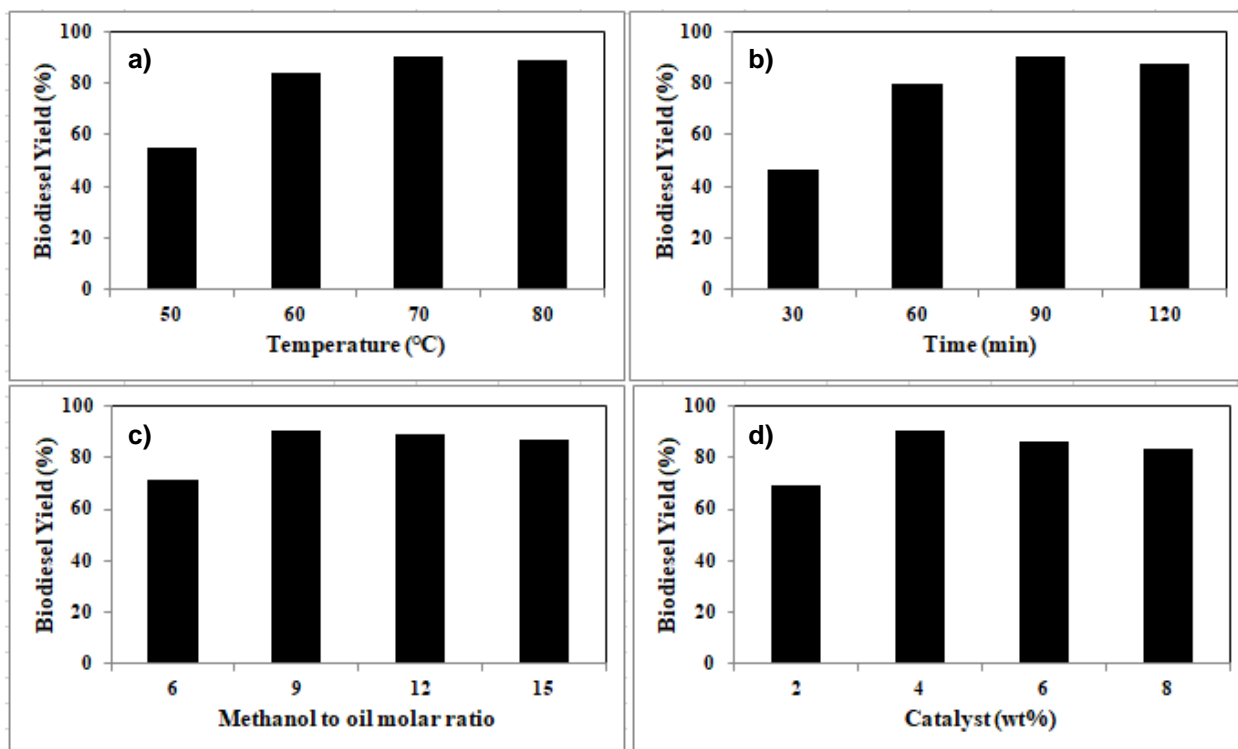 a)
100
80
60
40
20
0
Biodiesel Yield (%)
50 60 70 80
Temperature (°C)
b)
100
80
60
40
20
0
Biodiesel Yield (%)
30 60 90 120
Time (min)
c)
100
80
60
40
20
0
Biodiesel Yield (%)
6 9 12 15
Methanol to oil molar ratio
d)
100
80
60
40
20
0
Biodiesel Yield (%)
2 4 6 8
Catalyst (wt%)